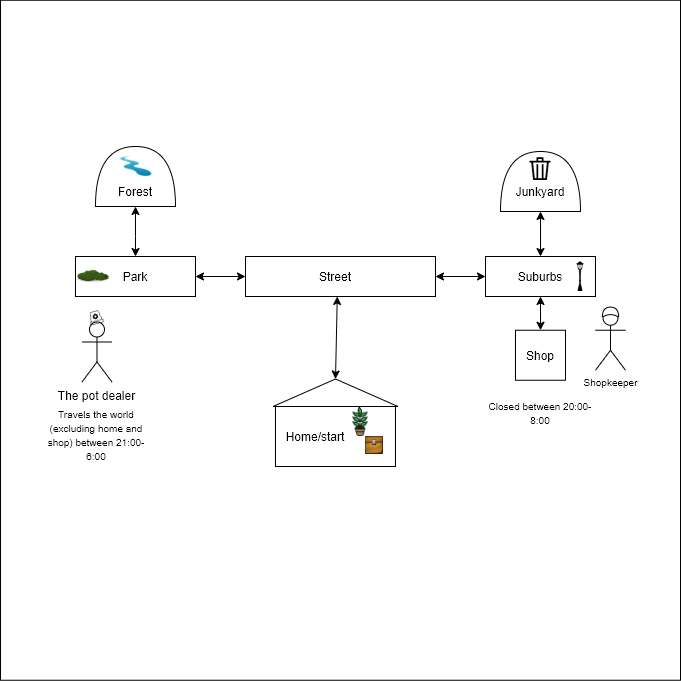 Forest
Junkyard
Park
Street
Suburbs
Shop
The pot dealer
Travels the world
(excluding home and
shop) between 21:00-
6:00
Shopkeeper
Closed between 20:00-
8:00
Home/start